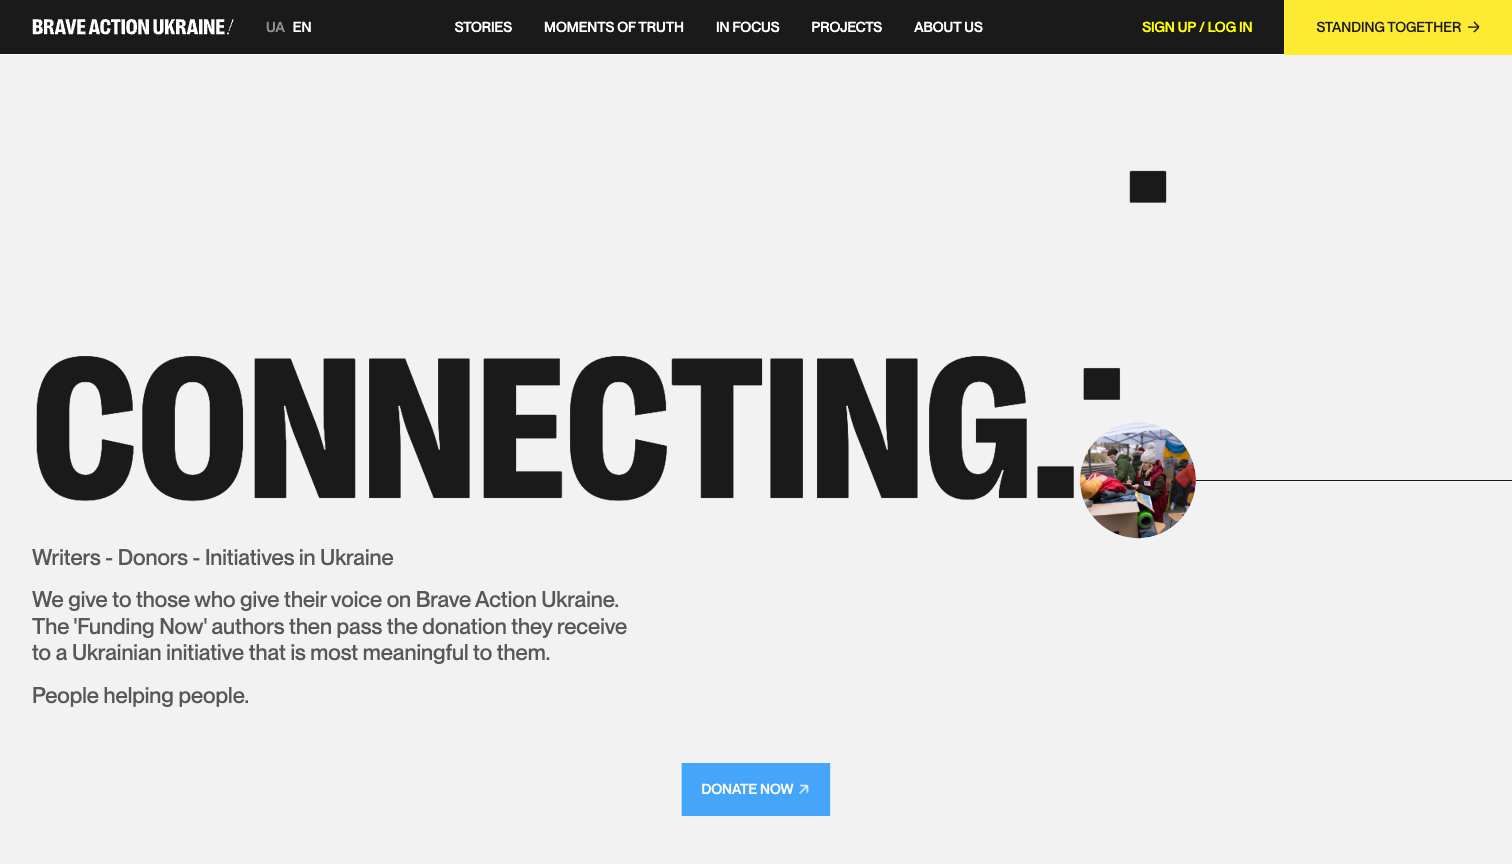 BRAVE ACTION UKRAINE/
UA EN
STORIES
MOMENTS OF TRUTH
IN FOCUS
PROJECTS
ABOUT US
SIGN UP / LOG IN
STANDING TOGETHER →
CONNECTING.
Writers - Donors - Initiatives in Ukraine
We give to those who give their voice on Brave Action Ukraine.
The 'Funding Now' authors then pass the donation they receive
to a Ukrainian initiative that is most meaningful to them.
People helping people.
DONATE NOW ↗